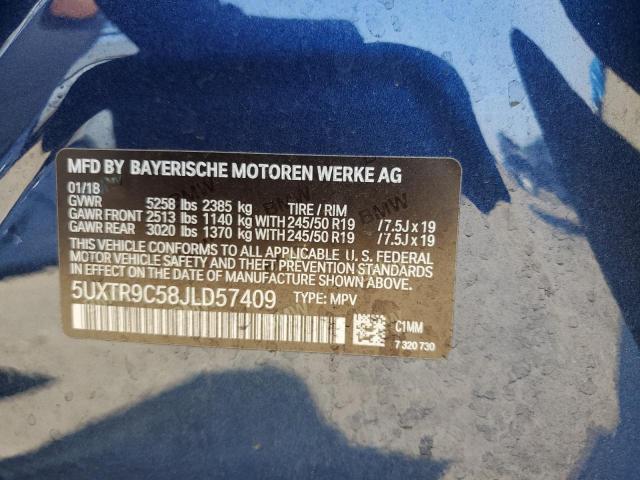 MFD BY BAYERISCHE MOTOREN WERKE AG
01/18
GVWR 5258 lbs 2385 kg TIRE / RIM
GAWR FRONT 2513 lbs 1140 kg WITH 245/50 R19 / 7.5J x 19
GAWR REAR 3020 lbs 1370 kg WITH 245/50 R19 / 7.5J x 19
THIS VEHICLE CONFORMS TO ALL APPLICABLE U. S. FEDERAL
MOTOR VEHICLE SAFETY AND THEFT PREVENTION STANDARDS
IN EFFECT ON THE DATE OF MANUFACTURE SHOWN ABOVE.
5UXTR9C58JLD57409 TYPE: MPV
C1MM
7 320 730